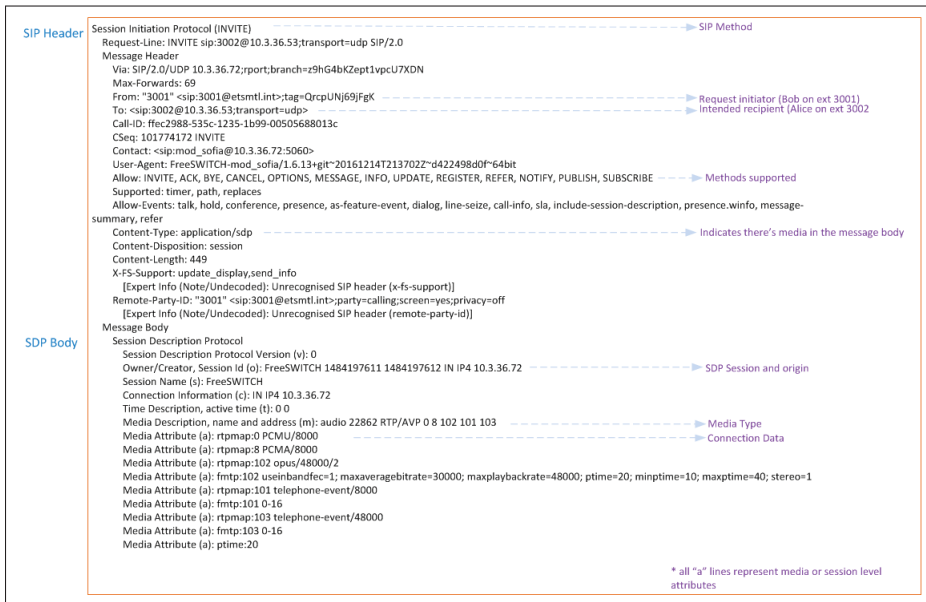 SIP Header
Session Initiation Protocol (INVITE)
SIP Method
Request-Line: INVITE sip:3002@10.3.36.53;transport=udp SIP/2.0
Message Header
Via: SIP/2.0/UDP 10.3.36.72;rport;branch=z9hG4bKZept1vpcU7XDN
Max-Forwards: 69
From: "3001" <sip:3001@etsmtl.int>;tag=QrcpUNj69jFgK
Request initiator (Bob on ext 3001)
To: <sip:3002@10.3.36.53;transport=udp>
Intended recipient (Alice on ext 3002
Call-ID: ffec2988-535c-1235-1b99-00505688013c
CSeq: 101774172 INVITE
Contact: <sip:mod_sofia@10.3.36.72:5060>
User-Agent: FreeSWITCH-mod_sofia/1.6.13+git~20161214T213702Z~d422498d0f~64bit
Allow: INVITE, ACK, BYE, CANCEL, OPTIONS, MESSAGE, INFO, UPDATE, REGISTER, REFER, NOTIFY, PUBLISH, SUBSCRIBE
Methods supported
Supported: timer, path, replaces
Allow-Events: talk, hold, conference, presence, as-feature-event, dialog, line-seize, call-info, sla, include-session-description, presence.winfo, message-
summary, refer
Content-Type: application/sdp
Indicates there's media in the message body
Content-Disposition: session
Content-Length: 449
X-FS-Support: update_display,send_info
[Expert Info (Note/Undecoded): Unrecognised SIP header (x-fs-support)]
Remote-Party-ID: "3001" <sip:3001@etsmtl.int>;party=calling;screen=yes;privacy=off
[Expert Info (Note/Undecoded): Unrecognised SIP header (remote-party-id)]
Message Body
SDP Body
Session Description Protocol
Session Description Protocol Version (v): 0
Owner/Creator, Session Id (o): FreeSWITCH 1484197611 1484197612 IN IP4 10.3.36.72
SDP Session and origin
Session Name (s): FreeSWITCH
Connection Information (c): IN IP4 10.3.36.72
Time Description, active time (t): 0 0
Media Description, name and address (m): audio 22862 RTP/AVP 0 8 102 101 103
Media Type
Media Attribute (a): rtpmap:0 PCMU/8000
Connection Data
Media Attribute (a): rtpmap:8 PCMA/8000
Media Attribute (a): rtpmap:102 opus/48000/2
Media Attribute (a): fmtp:102 useinbandfec=1; maxaveragebitrate=30000; maxplaybackrate=48000; ptime=20; minptime=10; maxptime=40; stereo=1
Media Attribute (a): rtpmap:101 telephone-event/8000
Media Attribute (a): fmtp:101 0-16
Media Attribute (a): rtpmap:103 telephone-event/48000
Media Attribute (a): fmtp:103 0-16
Media Attribute (a): ptime:20
* all "a" lines represent media or session level
attributes